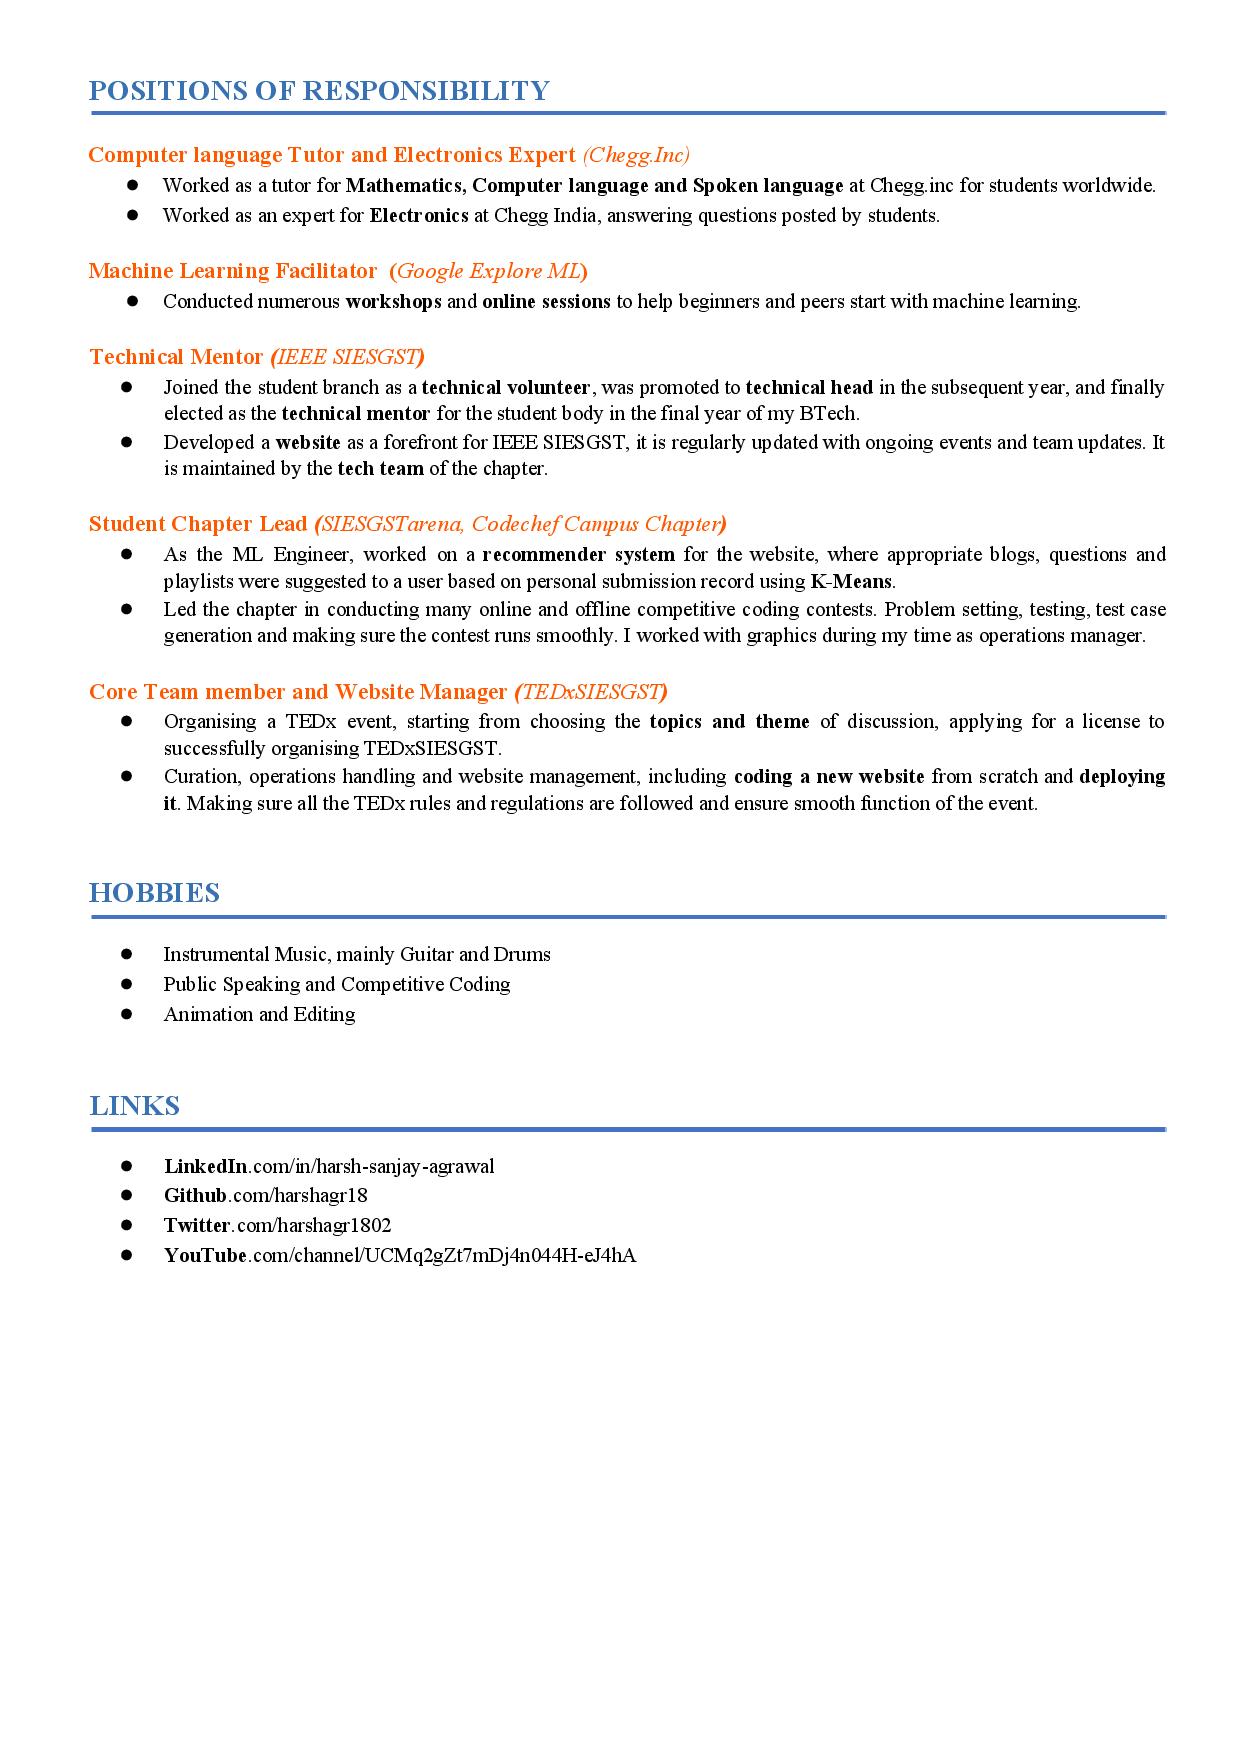 POSITIONS OF RESPONSIBILITY
Computer language Tutor and Electronics Expert (Chegg.Inc)
● Worked as a tutor for Mathematics, Computer language and Spoken language at Chegg.inc for students worldwide.
● Worked as an expert for Electronics at Chegg India, answering questions posted by students.
Machine Learning Facilitator (Google Explore ML)
● Conducted numerous workshops and online sessions to help beginners and peers start with machine learning.
Technical Mentor (IEEE SIESGST)
● Joined the student branch as a technical volunteer, was promoted to technical head in the subsequent year, and finally
elected as the technical mentor for the student body in the final year of my BTech.
● Developed a website as a forefront for IEEE SIESGST, it is regularly updated with ongoing events and team updates. It
is maintained by the tech team of the chapter.
Student Chapter Lead (SIESGSTarena, Codechef Campus Chapter)
● As the ML Engineer, worked on a recommender system for the website, where appropriate blogs, questions and
playlists were suggested to a user based on personal submission record using K-Means.
● Led the chapter in conducting many online and offline competitive coding contests. Problem setting, testing, test case
generation and making sure the contest runs smoothly. I worked with graphics during my time as operations manager.
Core Team member and Website Manager (TEDxSIESGST)
● Organising a TEDx event, starting from choosing the topics and theme of discussion, applying for a license to
successfully organising TEDxSIESGST.
● Curation, operations handling and website management, including coding a new website from scratch and deploying
it. Making sure all the TEDx rules and regulations are followed and ensure smooth function of the event.
HOBBIES
● Instrumental Music, mainly Guitar and Drums
● Public Speaking and Competitive Coding
● Animation and Editing
LINKS
● LinkedIn.com/in/harsh-sanjay-agrawal
● Github.com/harshagr18
● Twitter.com/harshagr1802
● YouTube.com/channel/UCMq2gZt7mDj4n044H-eJ4hA